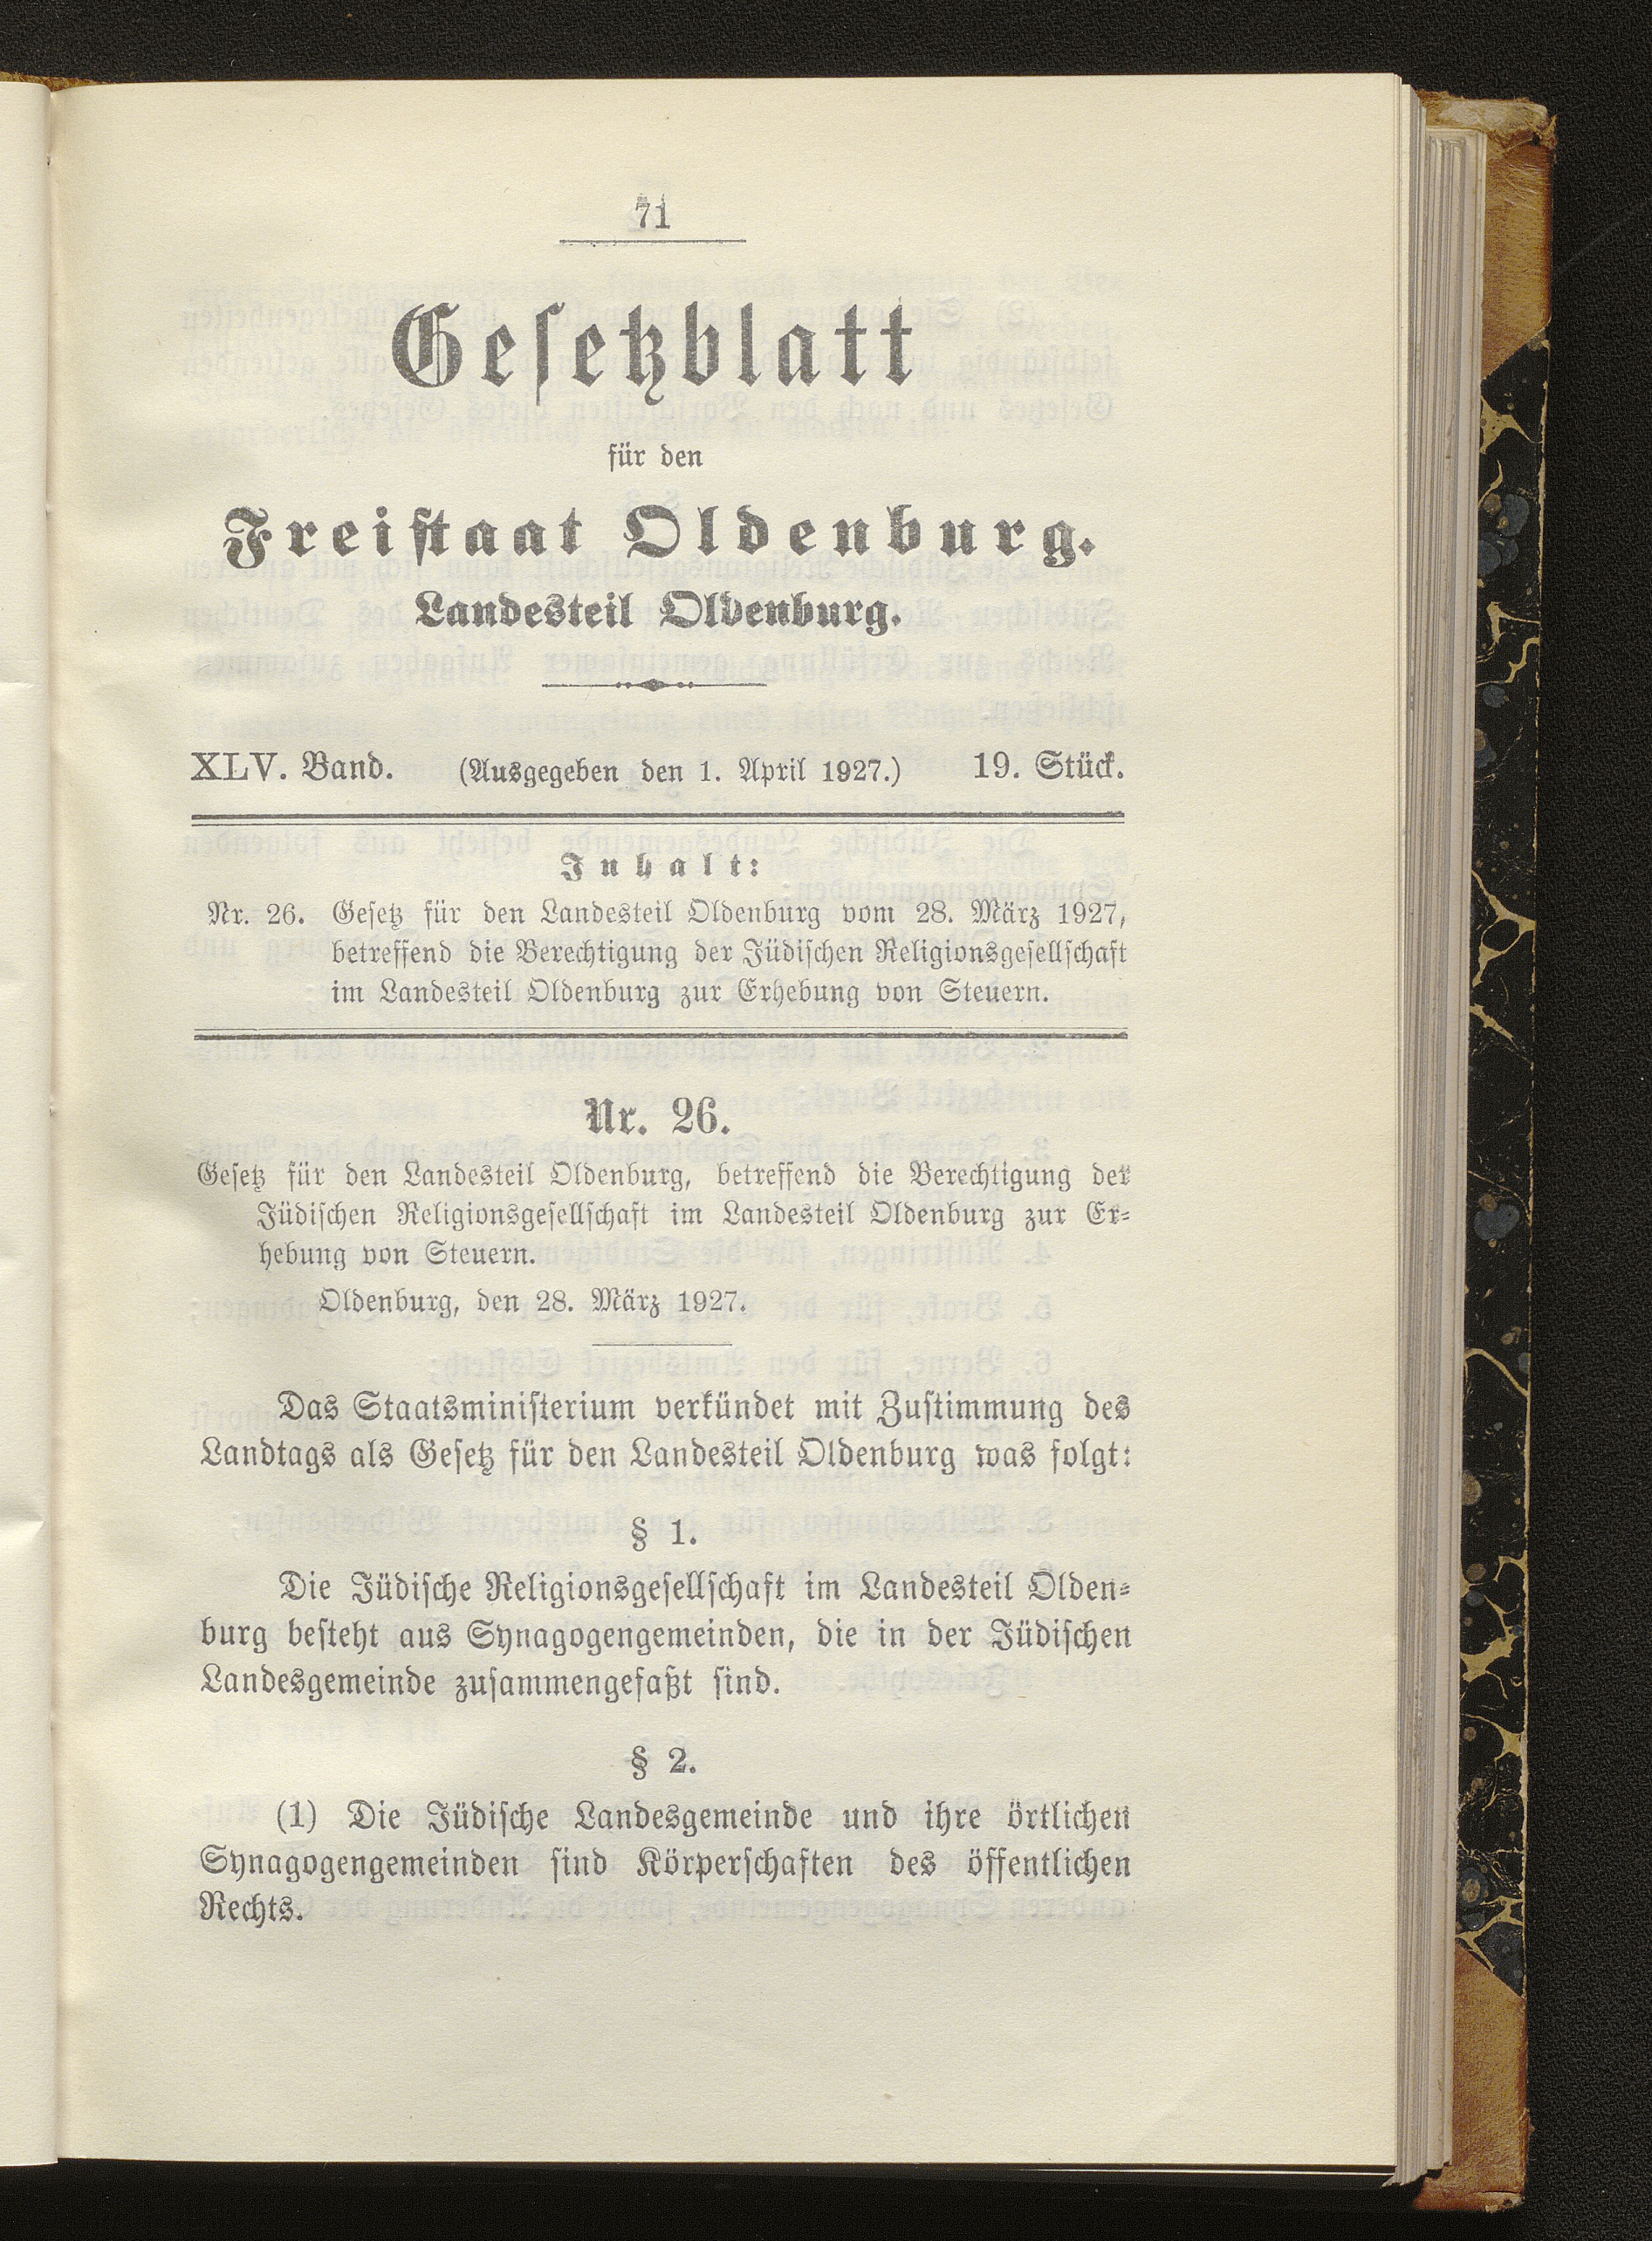 71
Gesetzblatt
für den
Freistaat Oldenburg.
Landesteil Oldenburg.
XLV. Band. (Ausgegeben den 1. April 1927.) 19. Stück.
Inhalt:
Nr. 26. Gesetz für den Landesteil Oldenburg vom 28. März 1927,
betreffend die Berechtigung der Jüdischen Religionsgesellschaft
im Landesteil Oldenburg zur Erhebung von Steuern.
Nr. 26.
Gesetz für den Landesteil Oldenburg, betreffend die Berechtigung der
Jüdischen Religionsgesellschaft im Landesteil Oldenburg zur Er-
hebung von Steuern.
Oldenburg, den 28. März 1927.
Das Staatsministerium verkündet mit Zustimmung des
Landtags als Gesetz für den Landesteil Oldenburg was folgt:
§ 1.
Die Jüdische Religionsgesellschaft im Landesteil Olden-
burg besteht aus Synagogengemeinden, die in der Jüdischen
Landesgemeinde zusammengefaßt sind.
§ 2.
(1) Die Jüdische Landesgemeinde und ihre örtlichen
Synagogengemeinden sind Körperschaften des öffentlichen
Rechts.